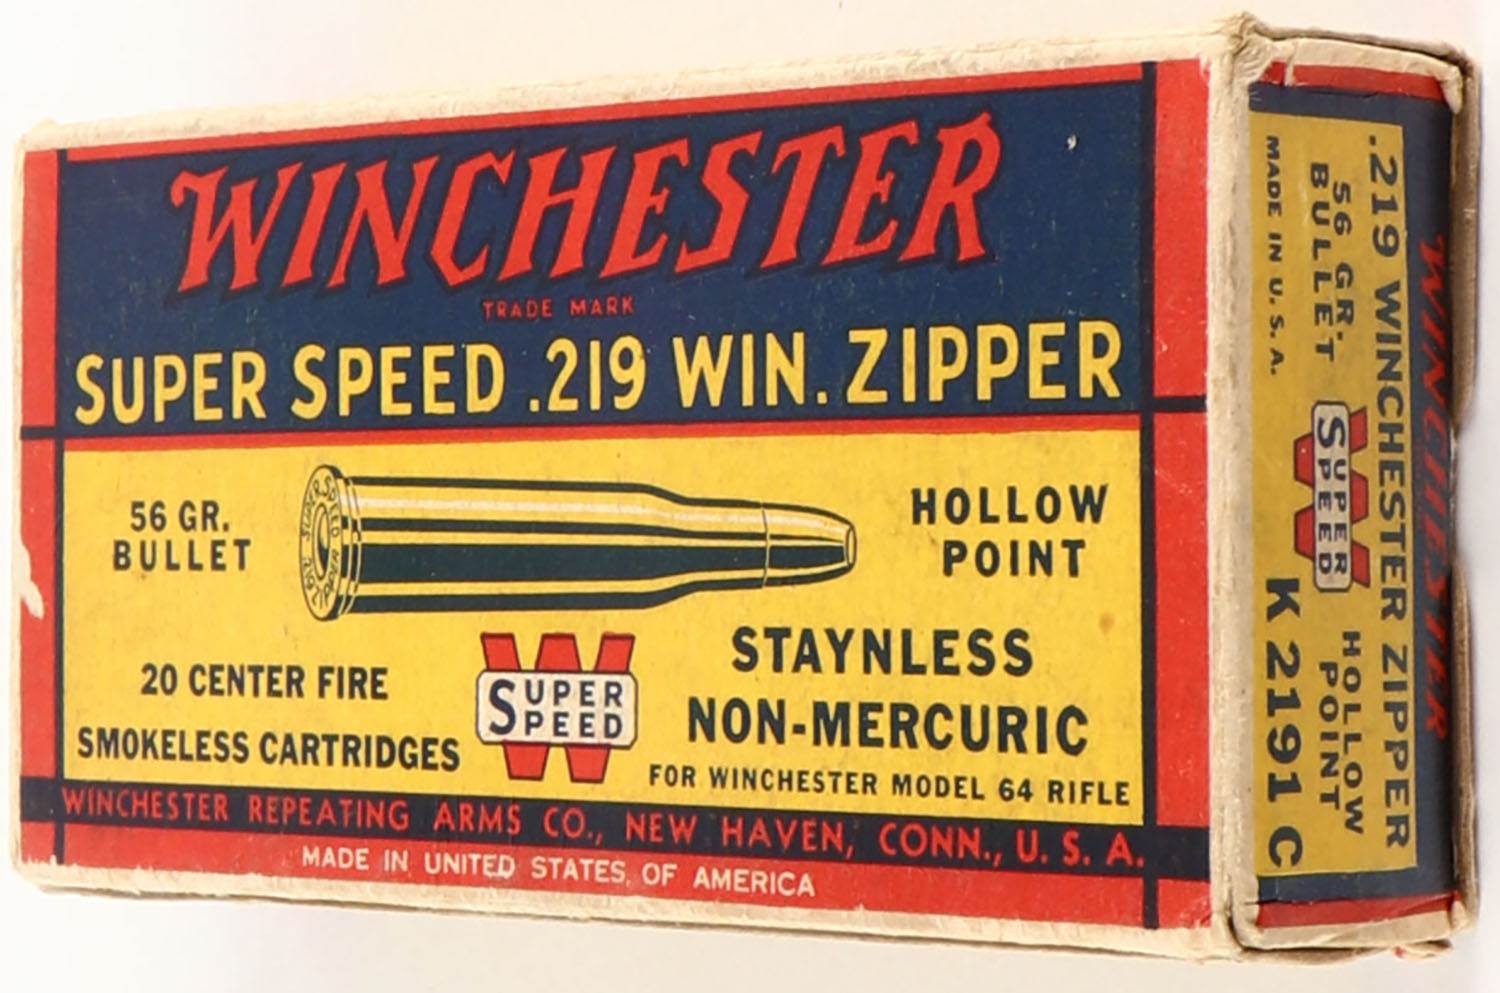 WINCHESTER
TRADE MARK
SUPER SPEED .219 WIN. ZIPPER
56 GR.
BULLET
HOLLOW
POINT
20 CENTER FIRE
SMOKELESS CARTRIDGES
W
SUPER
SPEED
STAYNLESS
NON-MERCURIC
FOR WINCHESTER MODEL 64 RIFLE
WINCHESTER REPEATING ARMS CO., NEW HAVEN, CONN., U. S. A.
MADE IN UNITED STATES OF AMERICA
WINCHESTER
.219 WINCHESTER ZIPPER
56 GR.
BULLET
W
SUPER
SPEED
HOLLOW
POINT
MADE IN U. S. A.
K 2191 C